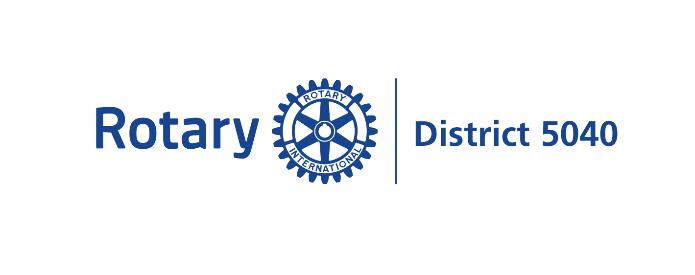 Rotary
ROTARY
INTERNATIONAL
District 5040